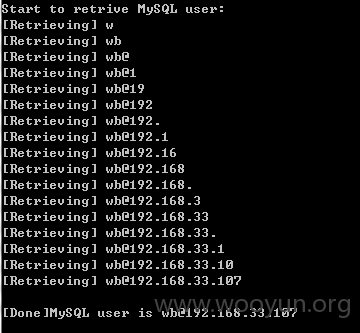 Start to retrive MySQL user:
[Retrieving] w
[Retrieving] wb
[Retrieving] wb@
[Retrieving] wb@1
[Retrieving] wb@19
[Retrieving] wb@192
[Retrieving] wb@192.
[Retrieving] wb@192.1
[Retrieving] wb@192.16
[Retrieving] wb@192.168
[Retrieving] wb@192.168.
[Retrieving] wb@192.168.3
[Retrieving] wb@192.168.33
[Retrieving] wb@192.168.33.
[Retrieving] wb@192.168.33.1
[Retrieving] wb@192.168.33.10
[Retrieving] wb@192.168.33.107
[Done]MySQL user is wb@192.168.33.107
www.wooyun.org